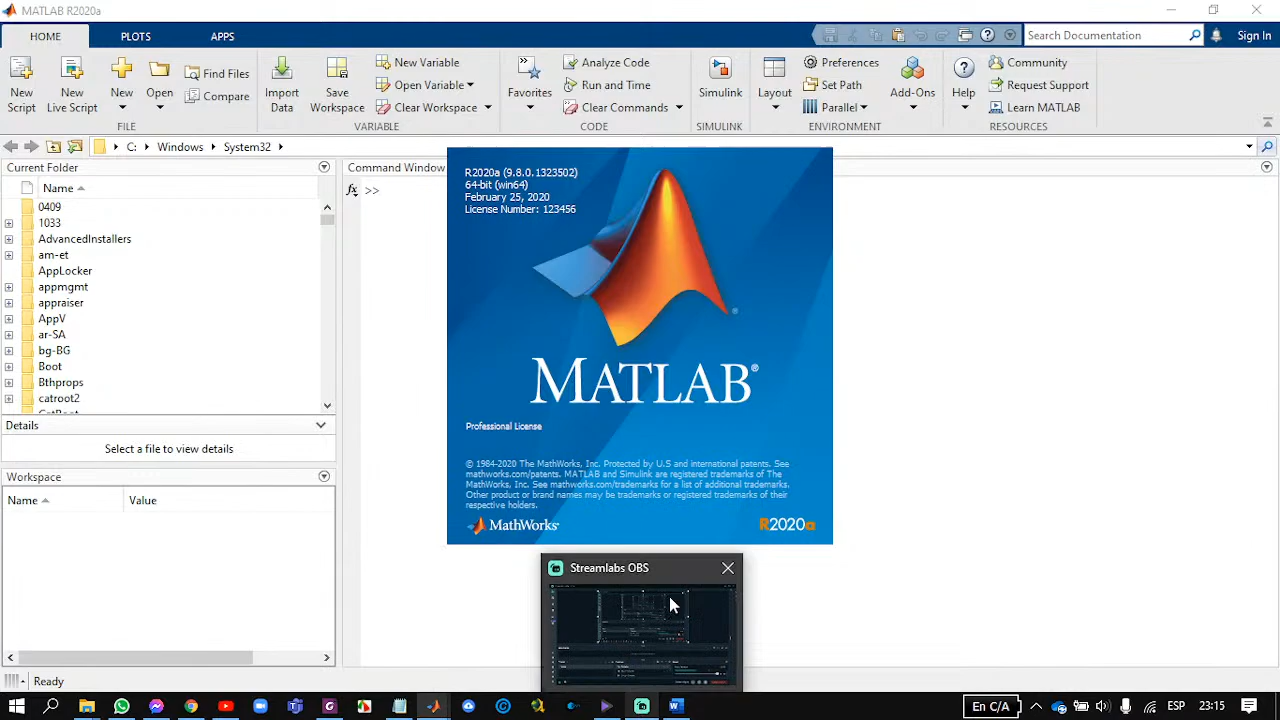 MATLAB R2020a
HOME
PLOTS
APPS
Search Documentation
Sign In
New Script
New Live Script
New
Open
Find Files
Compare
Import Data
Save Workspace
New Variable
Open Variable
Clear Workspace
Favorites
Analyze Code
Run and Time
Clear Commands
Simulink
Layout
Preferences
Set Path
Parallel
Add-Ons
Help
Community
Request Support
Learn MATLAB
FILE
VARIABLE
CODE
SIMULINK
ENVIRONMENT
RESOURCES
C:
Windows
System32
Current Folder
Name
0409
1033
AdvancedInstallers
am-et
AppLocker
appmgmt
appraiser
AppV
ar-SA
bg-BG
Boot
Bthprops
catroot2
Details
Select a file to view details
Value
Ready
Command Window
fx >>
R2020a (9.8.0.1323502)
64-bit (win64)
February 25, 2020
License Number: 123456
MATLAB®
Professional License
© 1984-2020 The MathWorks, Inc. Protected by U.S and international patents. See
mathworks.com/patents. MATLAB and Simulink are registered trademarks of The
MathWorks, Inc. See mathworks.com/trademarks for a list of additional trademarks.
Other product or brand names may be trademarks or registered trademarks of their
respective holders.
MathWorks®
R2020a
Streamlabs OBS
En C/A
ESP
23:15